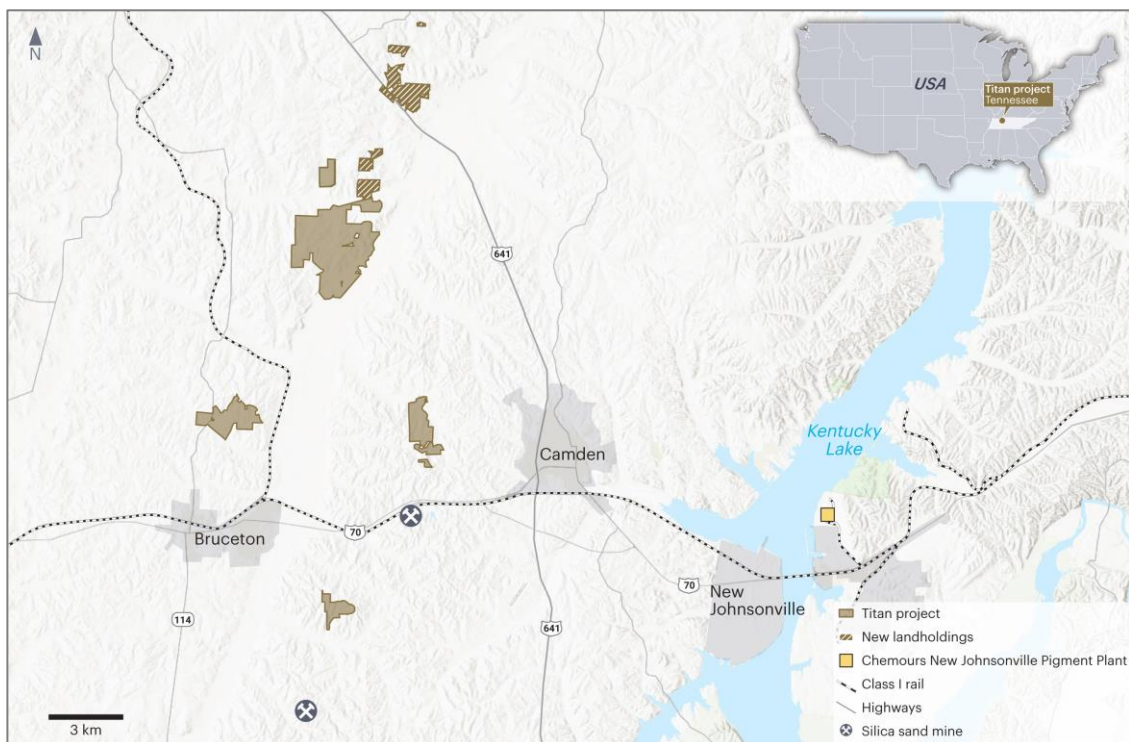 N
USA
Titan project
Tennessee
641
Kentucky
Lake
Camden
Bruceton
70
New
Johnsonville
70
114
641
3 km
Titan project
New landholdings
Chemours New Johnsonville Pigment Plant
Class I rail
Highways
Silica sand mine